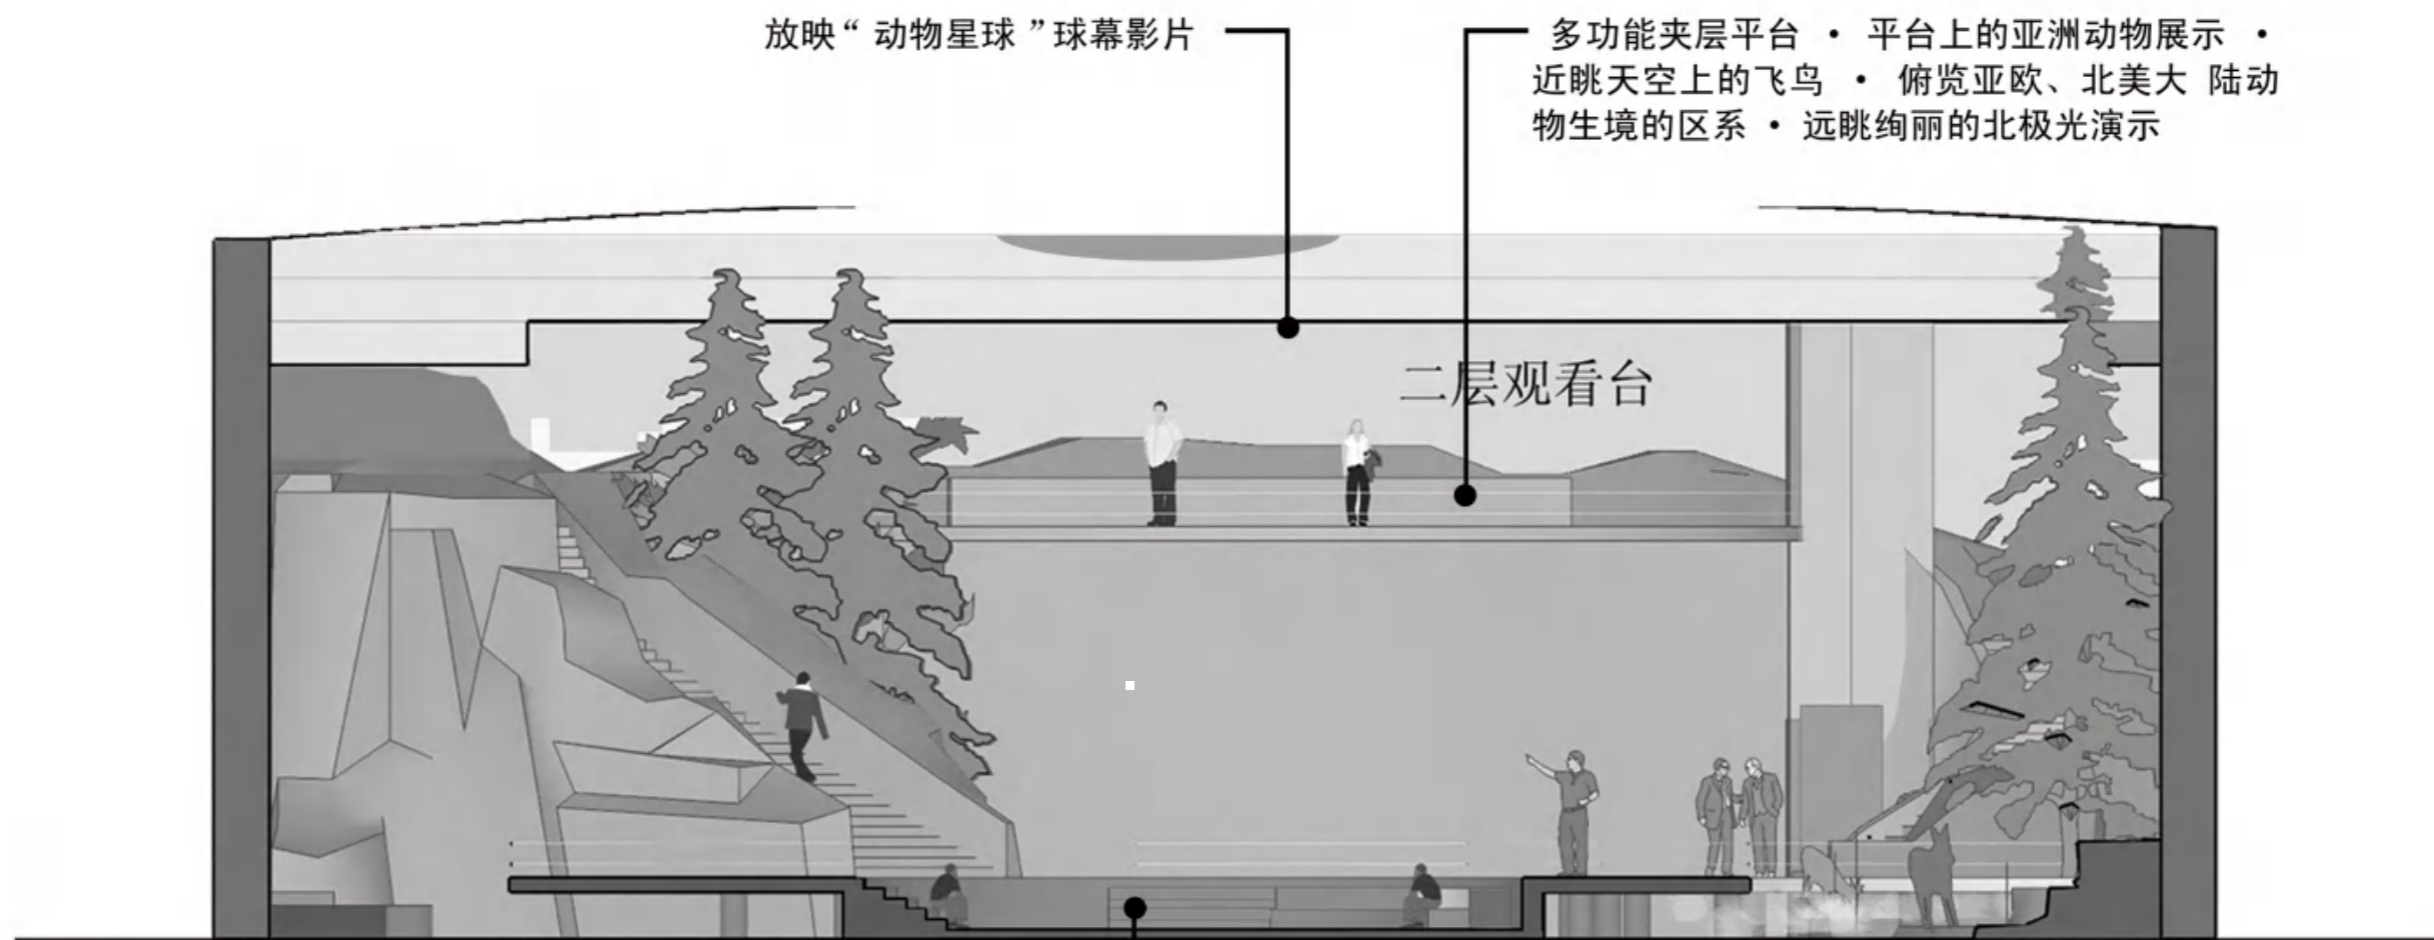 放映“动物星球”球幕影片
多功能夹层平台 • 平台上的亚洲动物展示 •
近眺天空上的飞鸟 • 俯览亚欧、北美大 陆动
物生境的区系 • 远眺绚丽的北极光演示
二层观看台